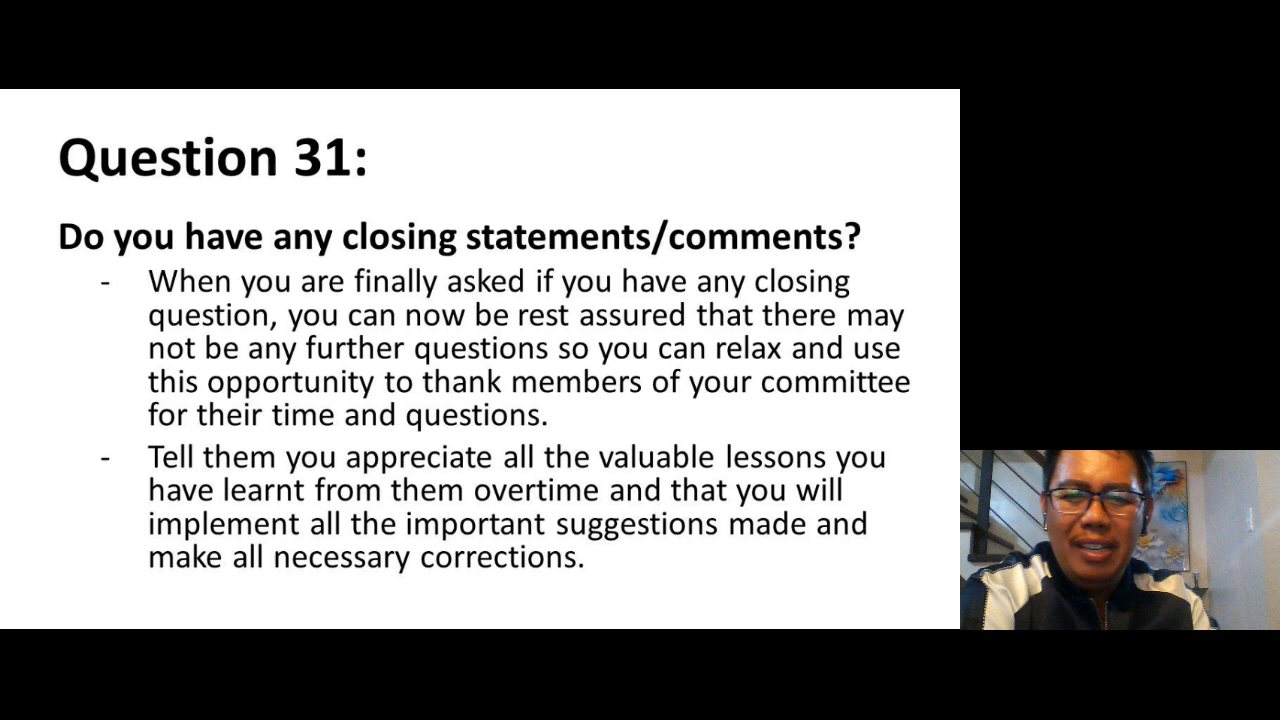 Question 31:
Do you have any closing statements/comments?
- When you are finally asked if you have any closing
question, you can now be rest assured that there may
not be any further questions so you can relax and use
this opportunity to thank members of your committee
for their time and questions.
- Tell them you appreciate all the valuable lessons you
have learnt from them overtime and that you will
implement all the important suggestions made and
make all necessary corrections.